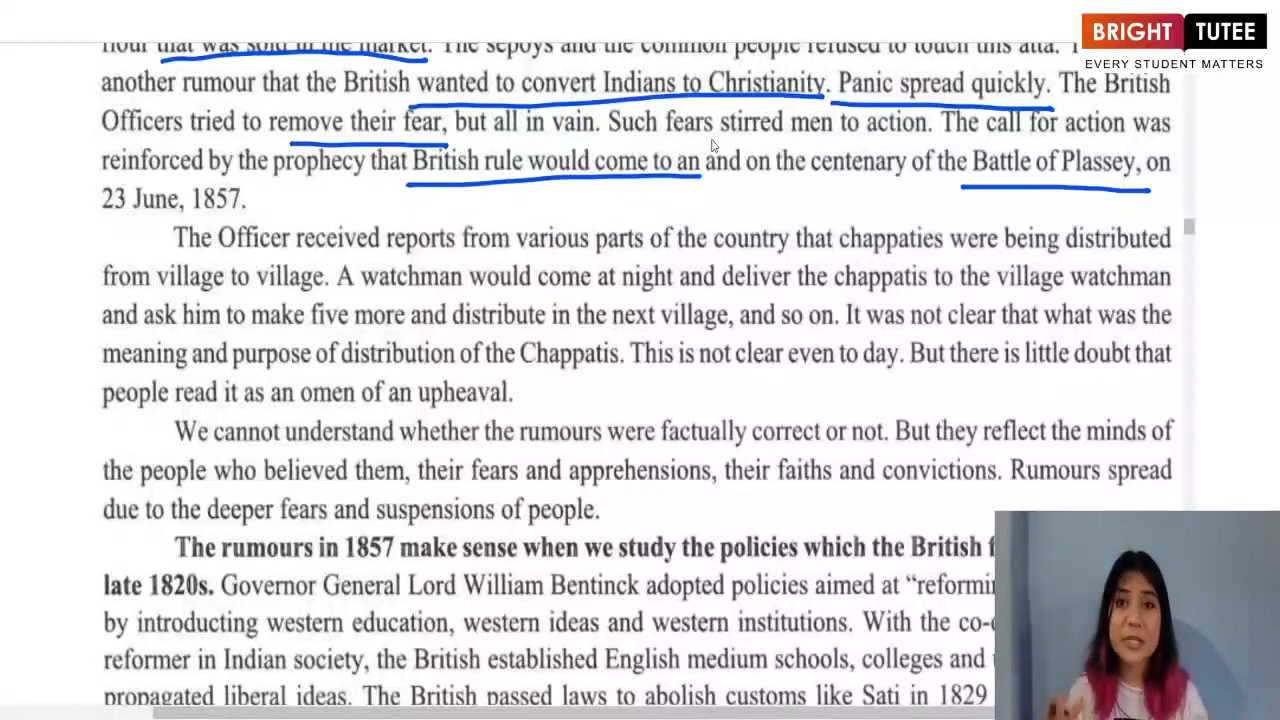 BRIGHT TUTEE
EVERY STUDENT MATTERS
flour that was sold in the market. The sepoys and the common people refused to touch this atta.
another rumour that the British wanted to convert Indians to Christianity. Panic spread quickly. The British
Officers tried to remove their fear, but all in vain. Such fears stirred men to action. The call for action was
reinforced by the prophecy that British rule would come to an and on the centenary of the Battle of Plassey, on
23 June, 1857.
The Officer received reports from various parts of the country that chappaties were being distributed
from village to village. A watchman would come at night and deliver the chappatis to the village watchman
and ask him to make five more and distribute in the next village, and so on. It was not clear that what was the
meaning and purpose of distribution of the Chappatis. This is not clear even to day. But there is little doubt that
people read it as an omen of an upheaval.
We cannot understand whether the rumours were factually correct or not. But they reflect the minds of
the people who believed them, their fears and apprehensions, their faiths and convictions. Rumours spread
due to the deeper fears and suspensions of people.
The rumours in 1857 make sense when we study the policies which the British
late 1820s. Governor General Lord William Bentinck adopted policies aimed at “reformin
by introducing western education, western ideas and western institutions. With the co-
reformer in Indian society, the British established English medium schools, colleges and
propagated liberal ideas. The British passed laws to abolish customs like Sati in 1829